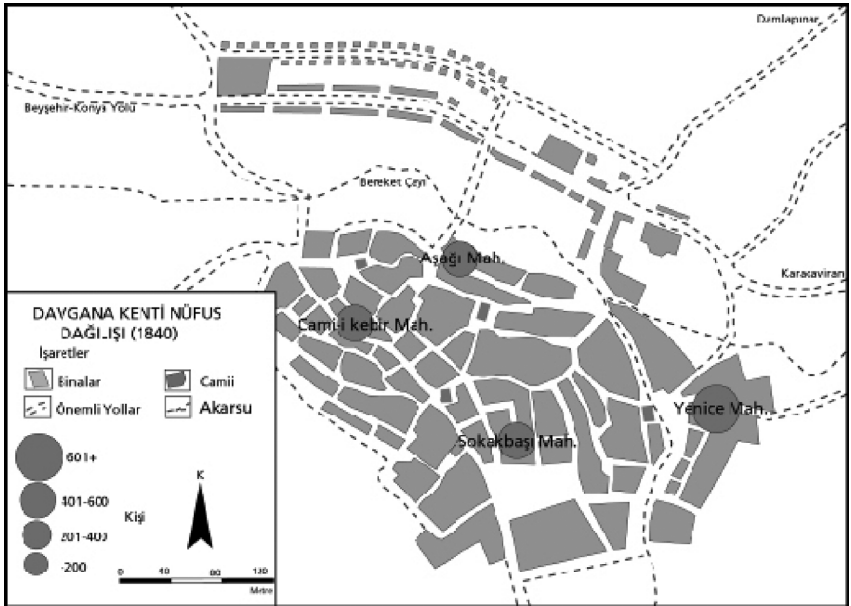 Damlapınar
Beyşehir-Konya Yolu
Bereket Çayı
Aşağı Mah.
Karaxaviran
Cami-i kebir Mah.
Yenice Mah.
Sokakbaşı Mah.
DAVGANA KENTİ NÜFUS
DAĞILIŞI (1840)
İşaretler
Binalar
Camii
Önemli Yollar
Akarsu
601+
401-600
201-400
-200
Kişi
K
0 40 80 120
Metre